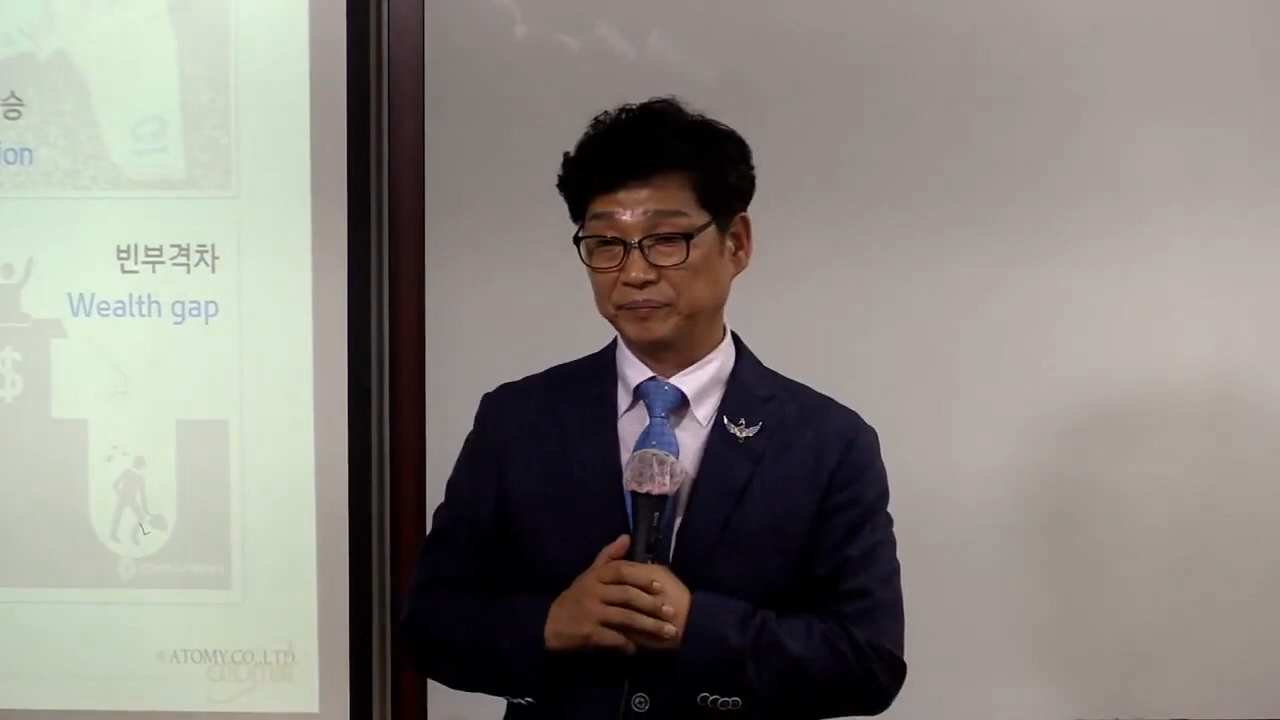 승
ion
빈부격차
Wealth gap
$
© ATOMY CO., LTD.